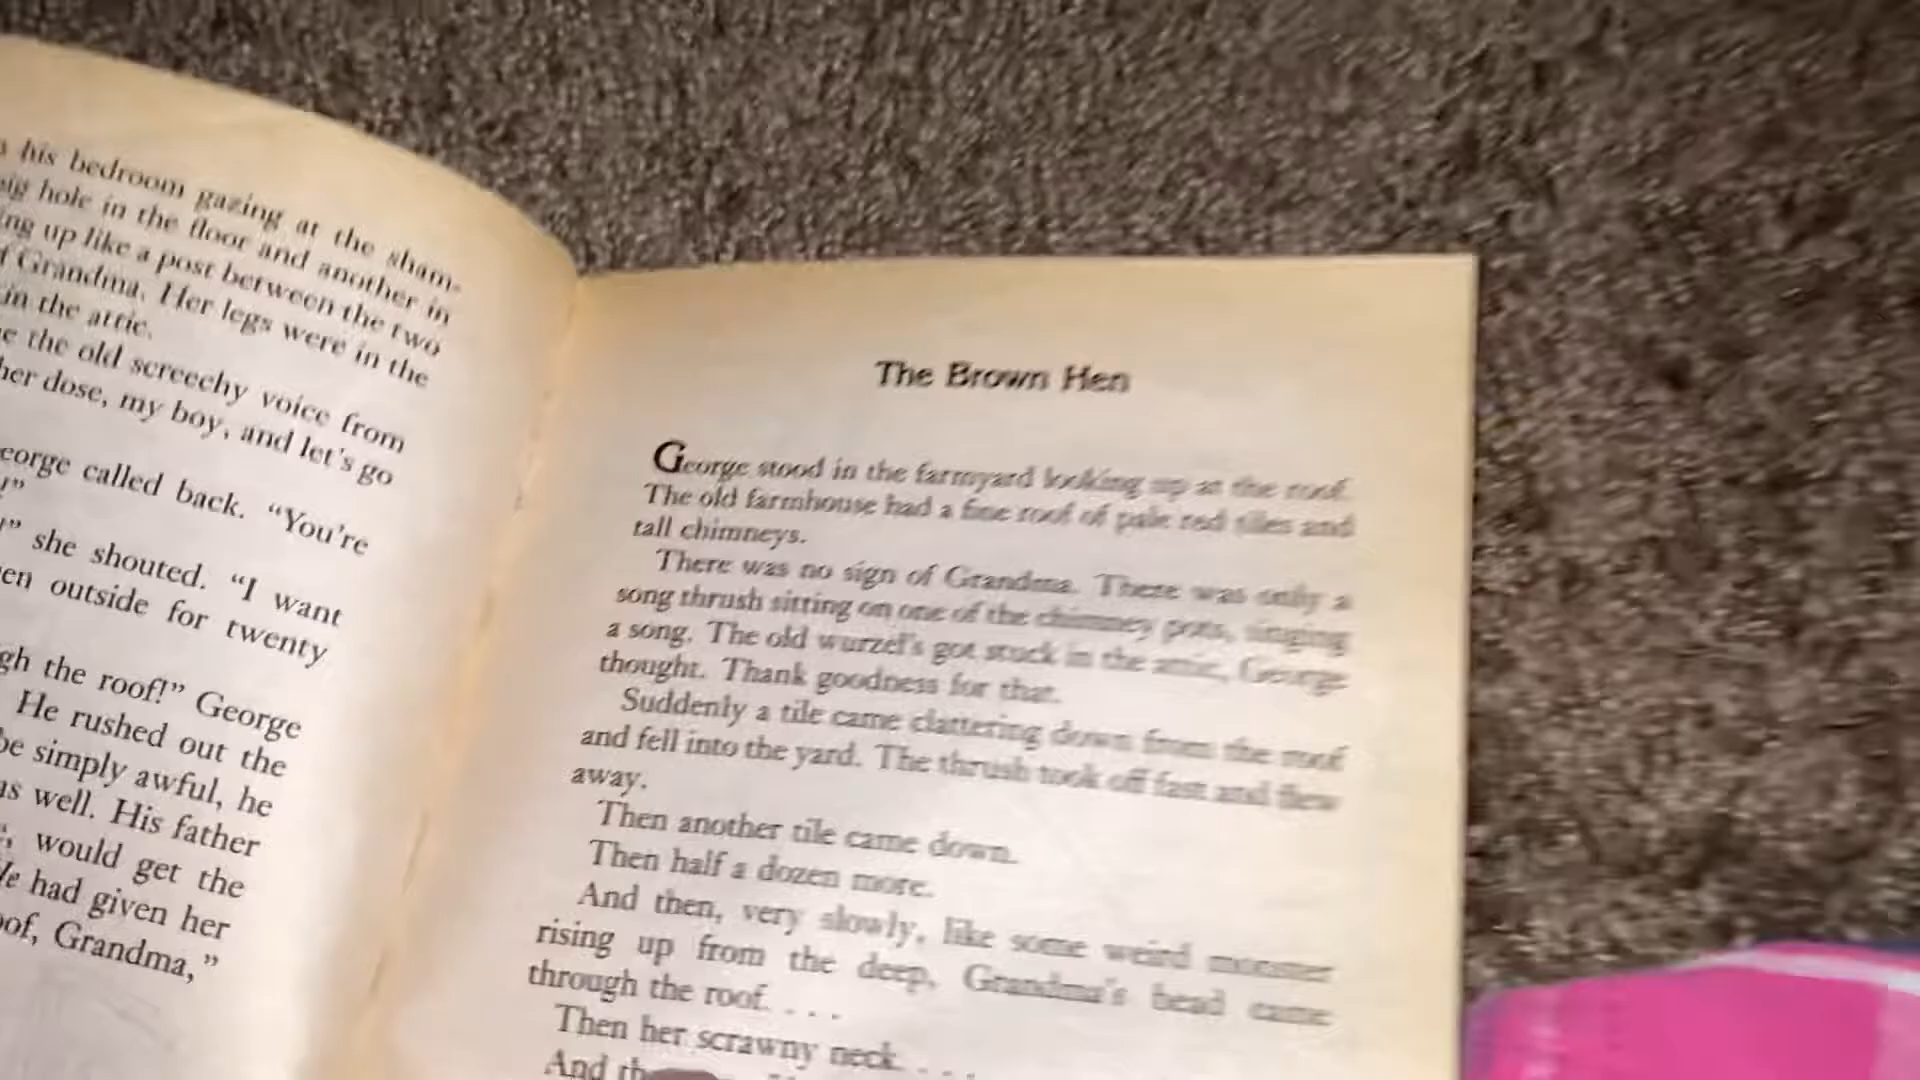 his bedroom gazing at the sham-
big hole in the floor and another in
ing up like a post between the two
f Grandma. Her legs were in the
in the attic.
e the old screechy voice from
her dose, my boy, and let's go
eorge called back. "You're
!"
!" she shouted. "I want
en outside for twenty
gh the roof!" George
He rushed out the
be simply awful, he
as well. His father
would get the
He had given her
oof, Grandma,"
The Brown Hen
George stood in the farmyard looking up at the roof.
The old farmhouse had a fine roof of pale red tiles and
tall chimneys.
There was no sign of Grandma. There was only a
song thrush sitting on one of the chimney pots, singing
a song. The old wurzel's got stuck in the attic, George
thought. Thank goodness for that.
Suddenly a tile came clattering down from the roof
and fell into the yard. The thrush took off fast and flew
away.
Then another tile came down.
Then half a dozen more.
And then, very slowly, like some weird monster
rising up from the deep, Grandma's head came
through the roof. . . .
Then her scrawny neck. . . .
And